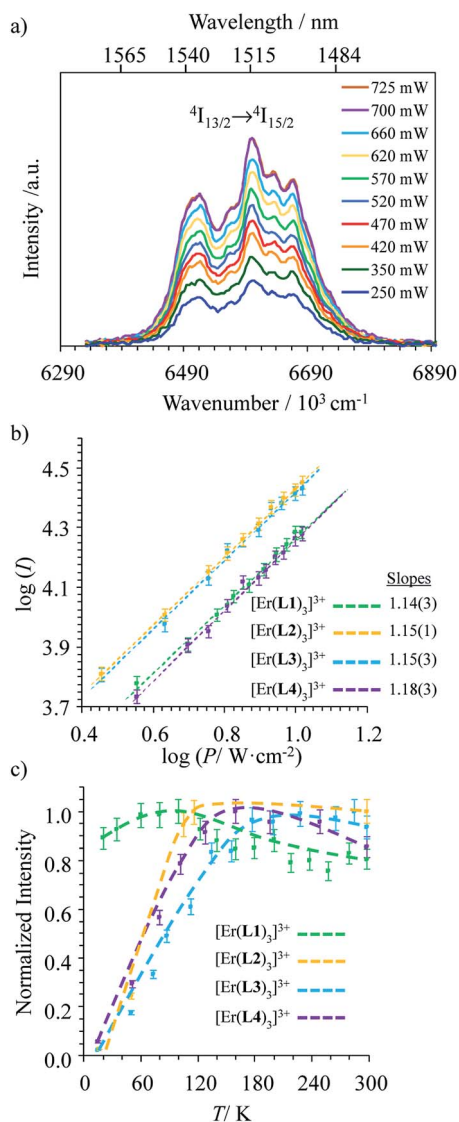 a)
Wavelength / nm
1565 1540 1515 1484
⁴I₁₃/₂→⁴I₁₅/₂
725 mW
700 mW
660 mW
620 mW
570 mW
520 mW
470 mW
420 mW
350 mW
250 mW
Intensity /a.u.
6290 6490 6690 6890
Wavenumber / 10³ cm⁻¹
b)
4.5
4.3
4.1
3.9
3.7
log (I)
Slopes
[Er(L1)₃]³⁺ 1.14(3)
[Er(L2)₃]³⁺ 1.15(1)
[Er(L3)₃]³⁺ 1.15(3)
[Er(L4)₃]³⁺ 1.18(3)
0.4 0.6 0.8 1.0 1.2
log (P / W·cm⁻²)
c)
1.0
0.8
0.6
0.4
0.2
0.0
Normalized Intensity
[Er(L1)₃]³⁺
[Er(L2)₃]³⁺
[Er(L3)₃]³⁺
[Er(L4)₃]³⁺
0 60 120 180 240 300
T/ K